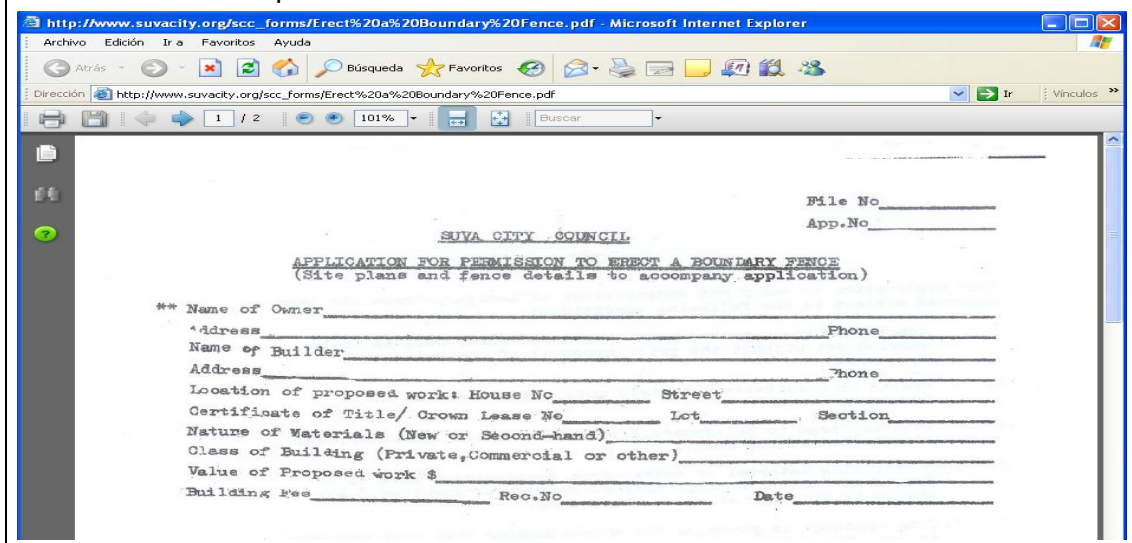 http://www.suvacity.org/scc_forms/Erect%20a%20Boundary%20Fence.pdf - Microsoft Internet Explorer
Archivo Edición Ir a Favoritos Ayuda
Atrás Búsqueda Favoritos
Dirección http://www.suvacity.org/scc_forms/Erect%20a%20Boundary%20Fence.pdf Ir Vínculos »
1 / 2 101% Buscar
File No
App.No
SUVA CITY COUNCIL
APPLICATION FOR PERMISSION TO ERECT A BOUNDARY FENCE
(Site plans and fence details to accompany application)
** Name of Owner
Address Phone
Name of Builder
Address Phone
Location of proposed work: House No Street
Certificate of Title/ Crown Lease No Lot Section
Nature of Materials (New or Second-hand)
Class of Building (Private,Commercial or other)
Value of Proposed work $
Building Fee Rec.No Date